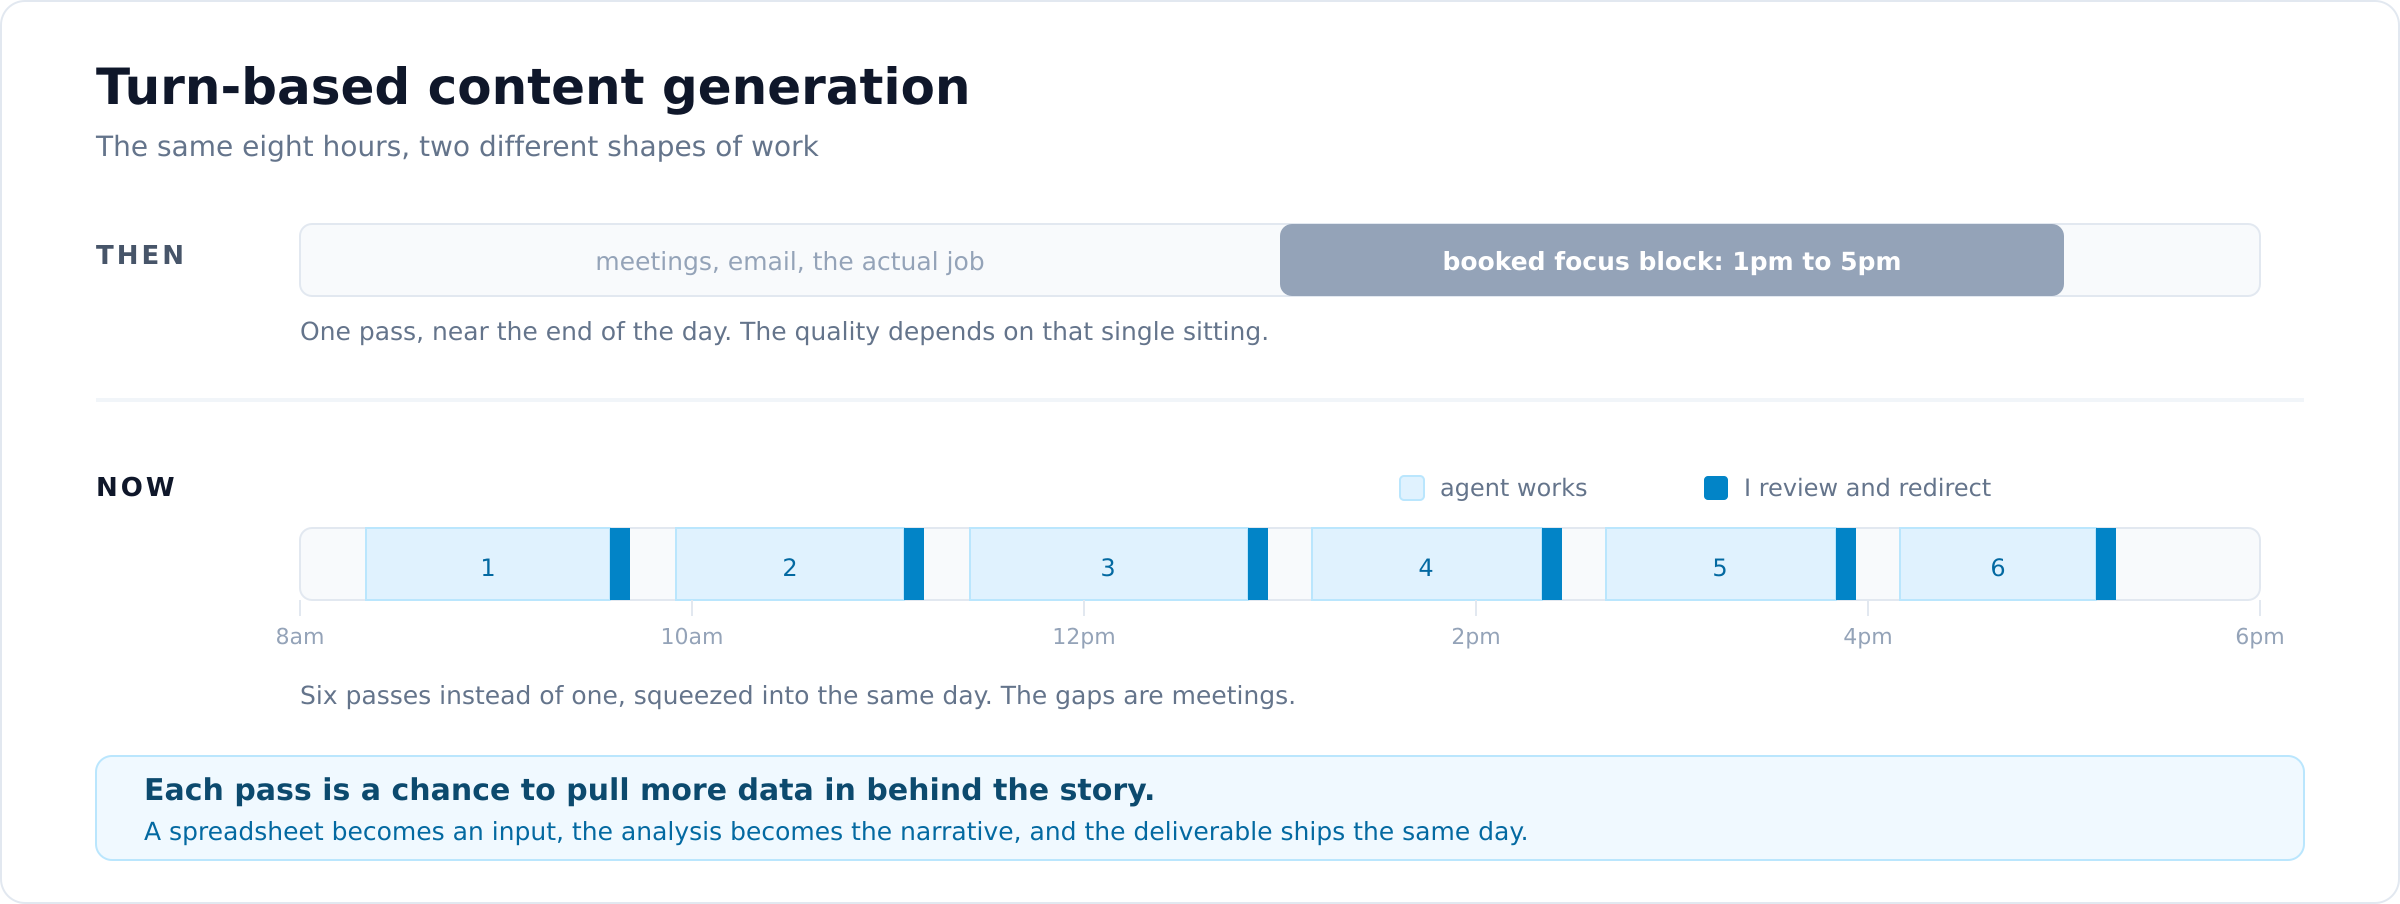 Turn-based content generation
The same eight hours, two different shapes of work
THEN
meetings, email, the actual job
booked focus block: 1pm to 5pm
One pass, near the end of the day. The quality depends on that single sitting.
NOW
agent works
I review and redirect
1
2
3
4
5
6
8am
10am
12pm
2pm
4pm
6pm
Six passes instead of one, squeezed into the same day. The gaps are meetings.
Each pass is a chance to pull more data in behind the story.
A spreadsheet becomes an input, the analysis becomes the narrative, and the deliverable ships the same day.